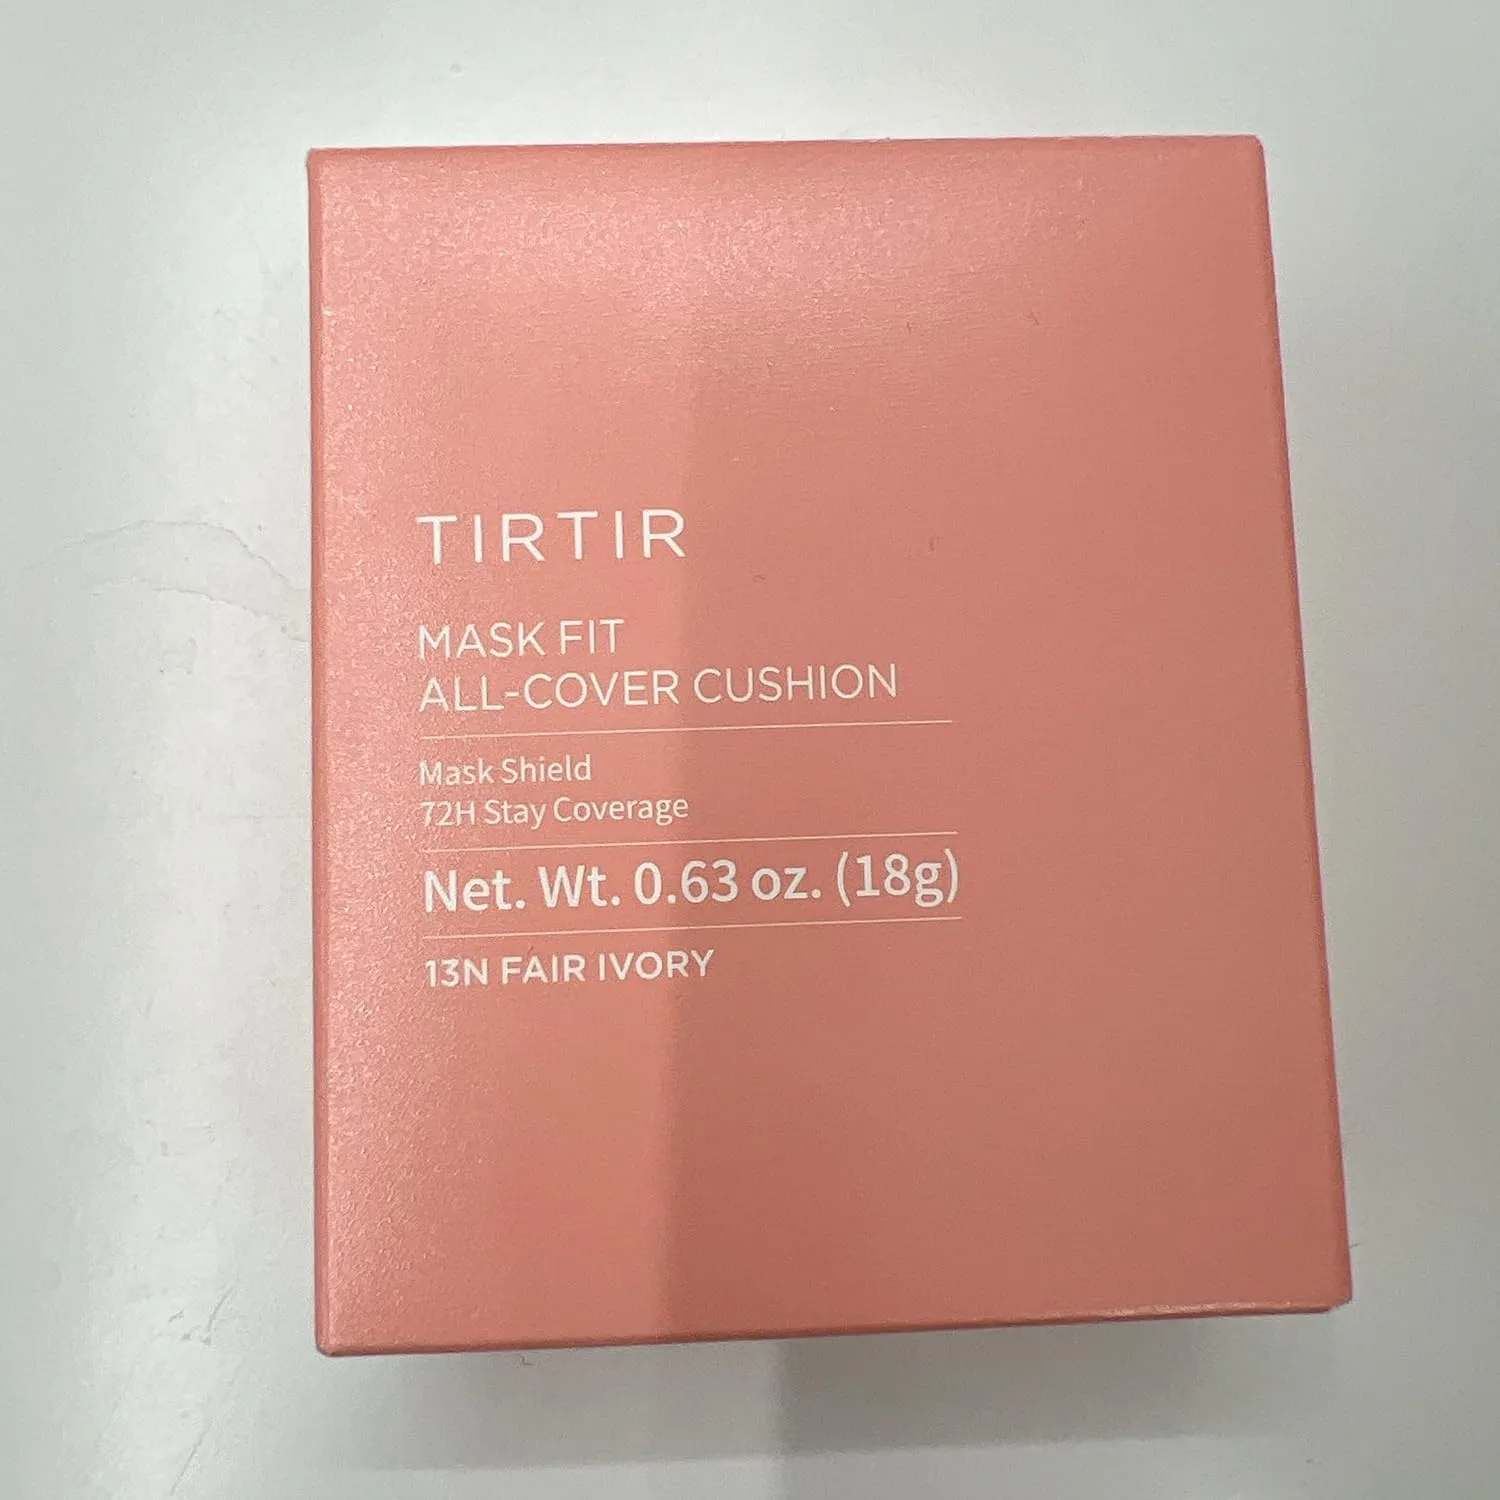 TIRTIR
MASK FIT
ALL-COVER CUSHION
Mask Shield
72H Stay Coverage
Net. Wt. 0.63 oz. (18g)
13N FAIR IVORY